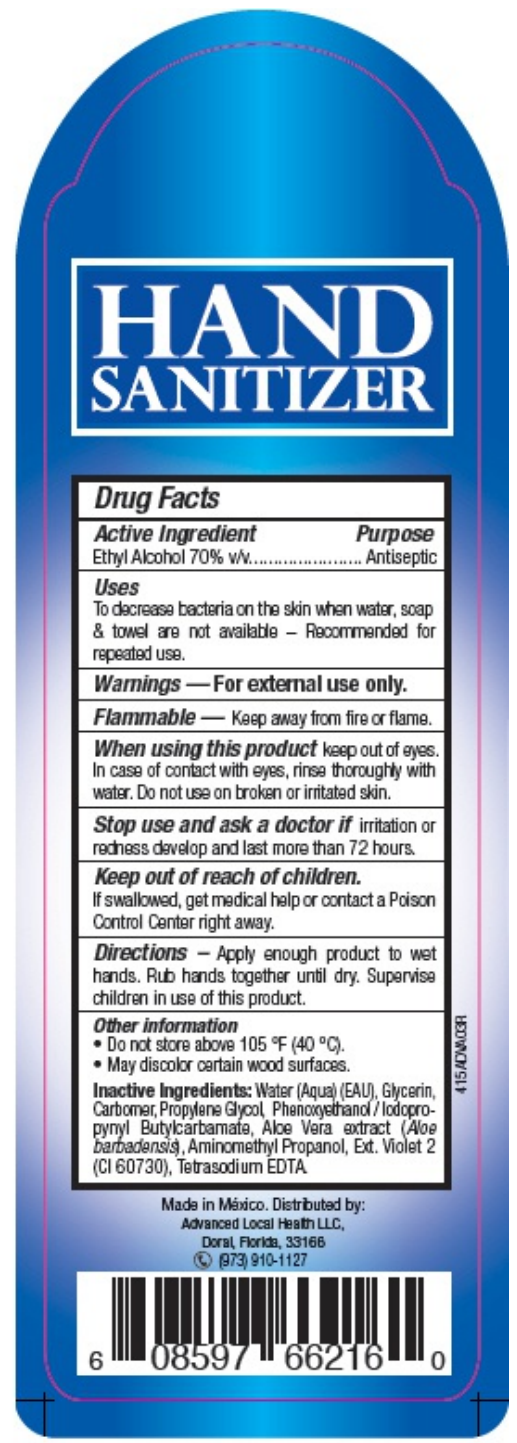 HAND
SANITIZER
Drug Facts
Active Ingredient Purpose
Ethyl Alcohol 70% v/v....................... Antiseptic
Uses
To decrease bacteria on the skin when water, soap
& towel are not available – Recommended for
repeated use.
Warnings — For external use only.
Flammable — Keep away from fire or flame.
When using this product keep out of eyes.
In case of contact with eyes, rinse thoroughly with
water. Do not use on broken or irritated skin.
Stop use and ask a doctor if irritation or
redness develop and last more than 72 hours.
Keep out of reach of children.
If swallowed, get medical help or contact a Poison
Control Center right away.
Directions – Apply enough product to wet
hands. Rub hands together until dry. Supervise
children in use of this product.
Other information
• Do not store above 105 ºF (40 ºC).
• May discolor certain wood surfaces.
Inactive Ingredients: Water (Aqua) (EAU), Glycerin,
Carbomer, Propylene Glycol, Phenoxyethanol / Iodopro-
pynyl Butylcarbamate, Aloe Vera extract (Aloe
barbadensis), Aminomethyl Propanol, Ext. Violet 2
(CI 60730), Tetrasodium EDTA.
415ADVA03R
Made in México. Distributed by:
Advanced Local Health LLC,
Doral, Florida, 33166
(973) 910-1127
6 08597 66216 0